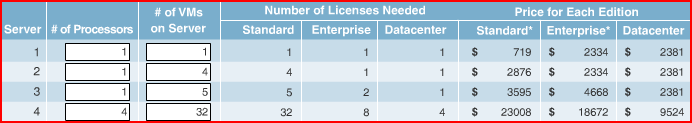 # of VMs Number of Licenses Needed Price for Each Edition
Server # of Processors on Server Standard Enterprise Datacenter Standard* Enterprise* Datacenter
1 1 1 1 1 1 $ 719 $ 2334 $ 2381
2 1 4 4 1 1 $ 2876 $ 2334 $ 2381
3 1 5 5 2 1 $ 3595 $ 4668 $ 2381
4 4 32 32 8 4 $ 23008 $ 18672 $ 9524